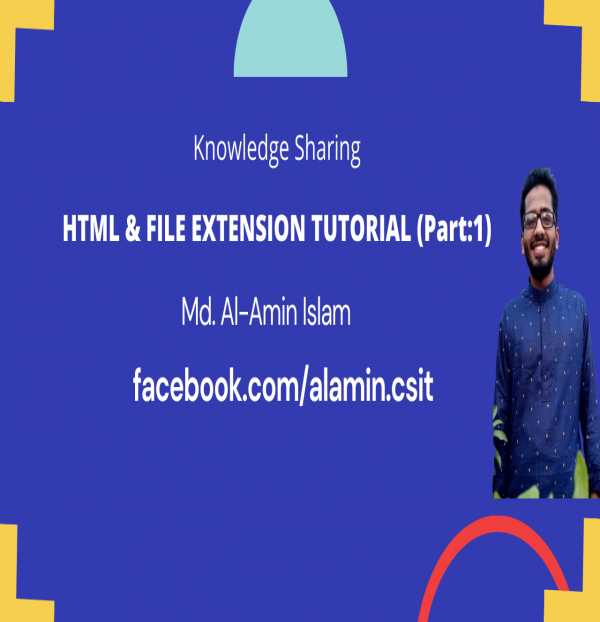 Knowledge Sharing
HTML & FILE EXTENSION TUTORIAL (Part:1)
Md. Al-Amin Islam
facebook.com/alamin.csit